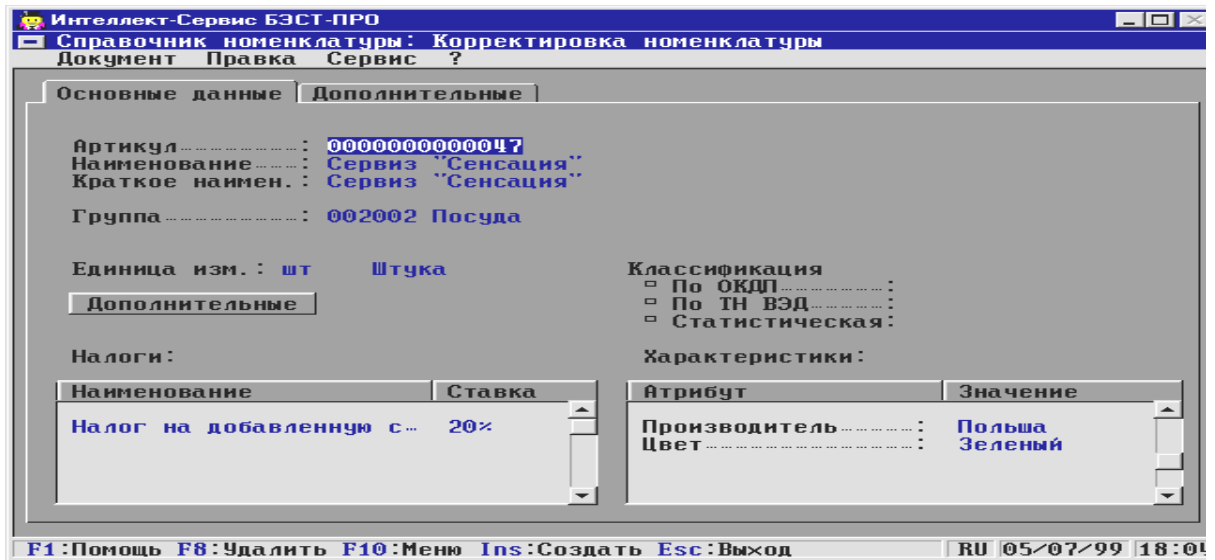 Интеллект-Сервис БЭСТ-ПРО
Справочник номенклатуры: Корректировка номенклатуры
Документ Правка Сервис ?
Основные данные Дополнительные
Артикул: 0000000000047
Наименование: Сервиз "Сенсация"
Краткое наимен.: Сервиз "Сенсация"
Группа: 002002 Посуда
Единица изм.: шт Штука
Классификация
По ОКДП:
Дополнительные
По ТН ВЭД:
Статистическая:
Налоги: Характеристики:
Наименование Ставка Атрибут Значение
Налог на добавленную с… 20% Производитель: Польша
Цвет: Зеленый
F1:Помощь F8:Удалить F10:Меню Ins:Создать Esc:Выход RU 05/07/99 18:04